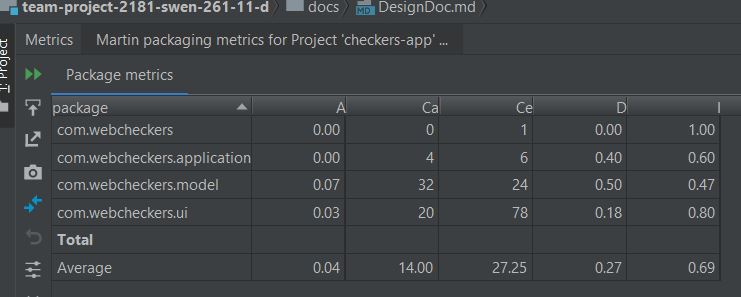 team-project-2181-swen-261-11-d docs DesignDoc.md
Metrics Martin packaging metrics for Project 'checkers-app' ...
1: Project
Package metrics
package A Ca Ce D I
com.webcheckers 0.00 0 1 0.00 1.00
com.webcheckers.application 0.00 4 6 0.40 0.60
com.webcheckers.model 0.07 32 24 0.50 0.47
com.webcheckers.ui 0.03 20 78 0.18 0.80
Total
Average 0.04 14.00 27.25 0.27 0.69